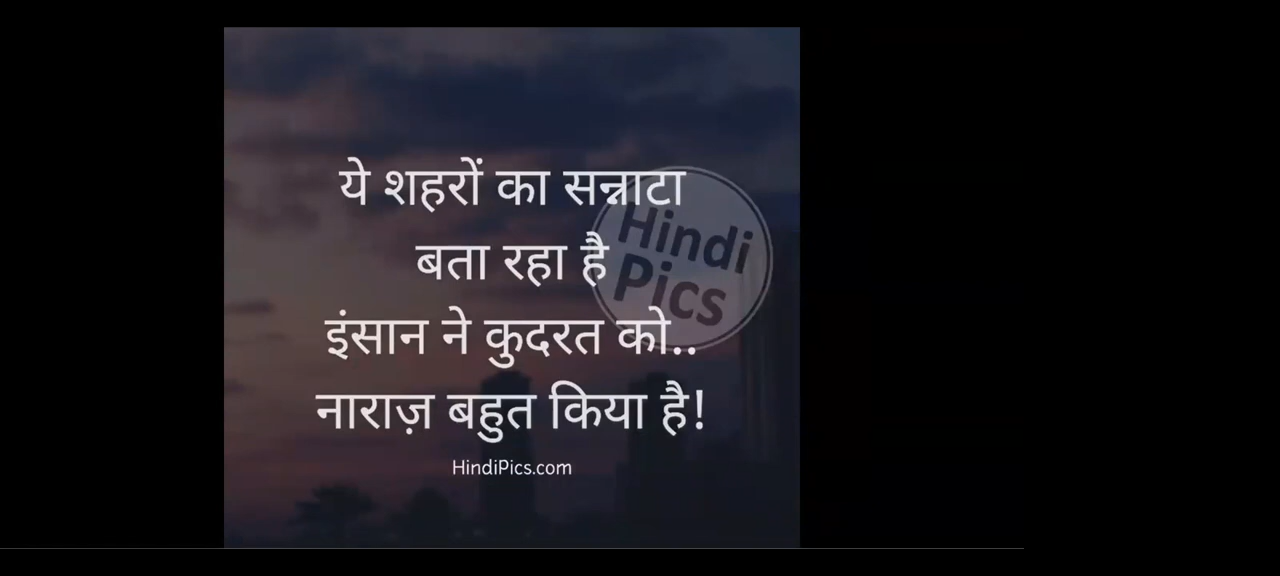 ये शहरों का सन्नाटा
बता रहा है
इंसान ने कुदरत को..
नाराज़ बहुत किया है!
HindiPics.com
Hindi
Pics